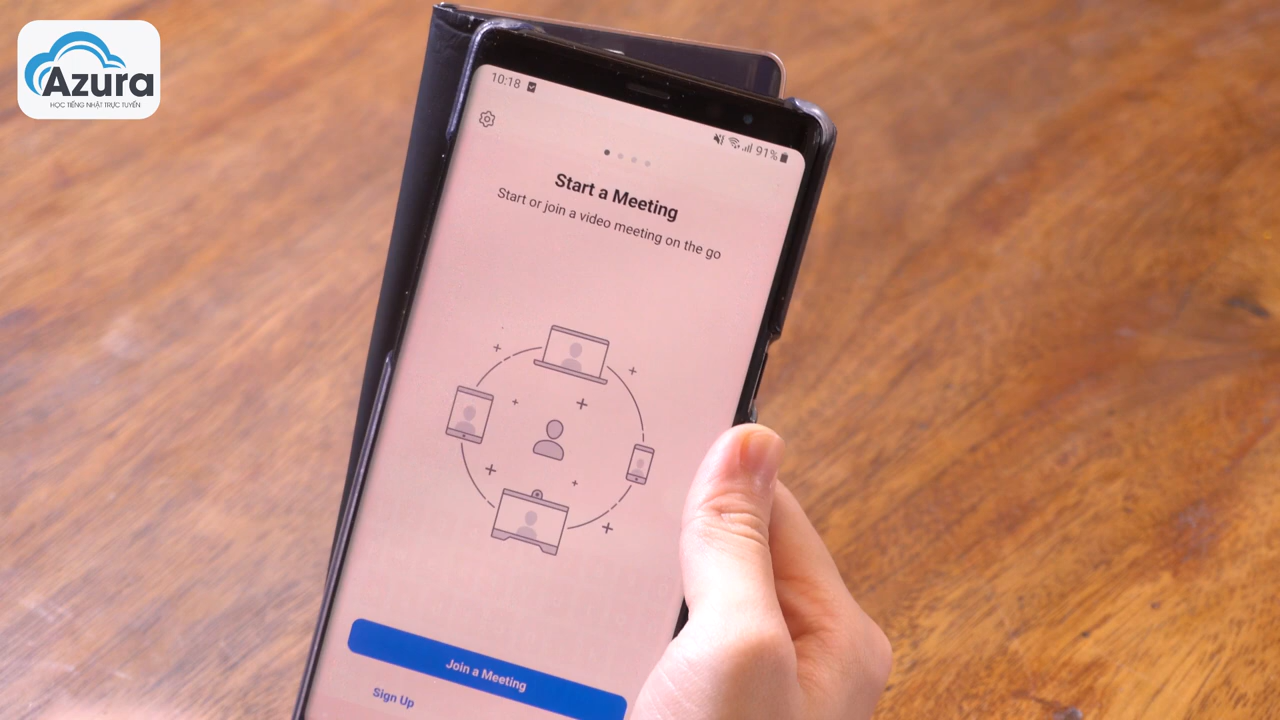 Azura
HỌC TIẾNG NHẬT TRỰC TUYẾN
10:18
91%
Start a Meeting
Start or join a video meeting on the go
Join a Meeting
Sign Up